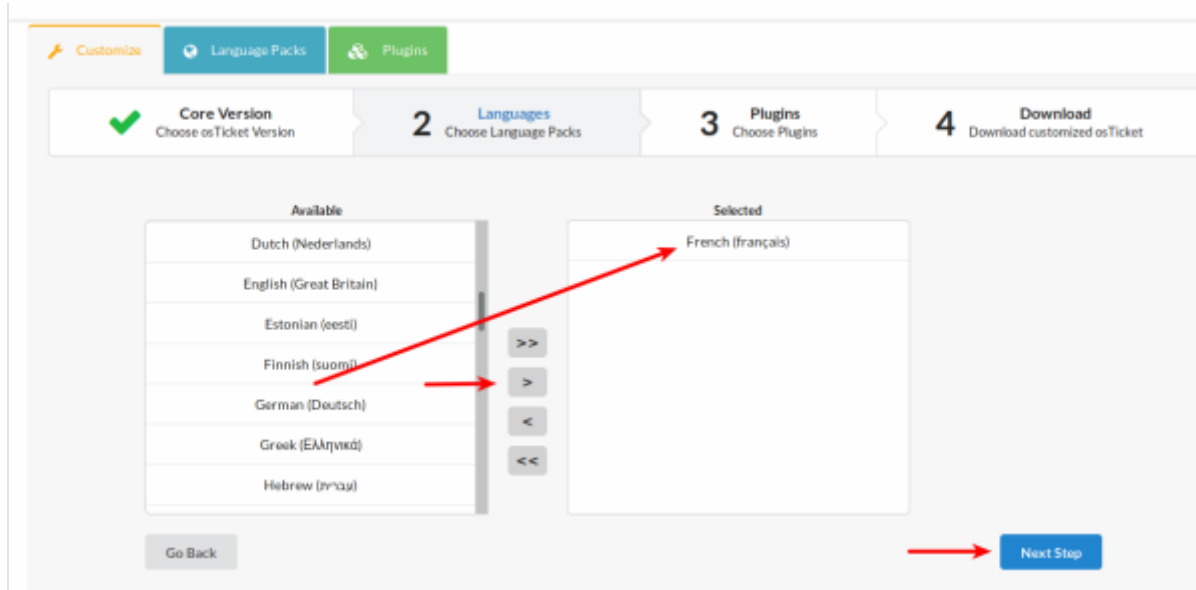 Customize
Language Packs
Plugins
Core Version
Choose osTicket Version
2
Languages
Choose Language Packs
3
Plugins
Choose Plugins
4
Download
Download customized osTicket
Available
Dutch (Nederlands)
English (Great Britain)
Estonian (eesti)
Finnish (suomi)
German (Deutsch)
Greek (Ελληνικά)
Hebrew (עברית)
>>
>
<
<<
Selected
French (français)
Go Back
Next Step